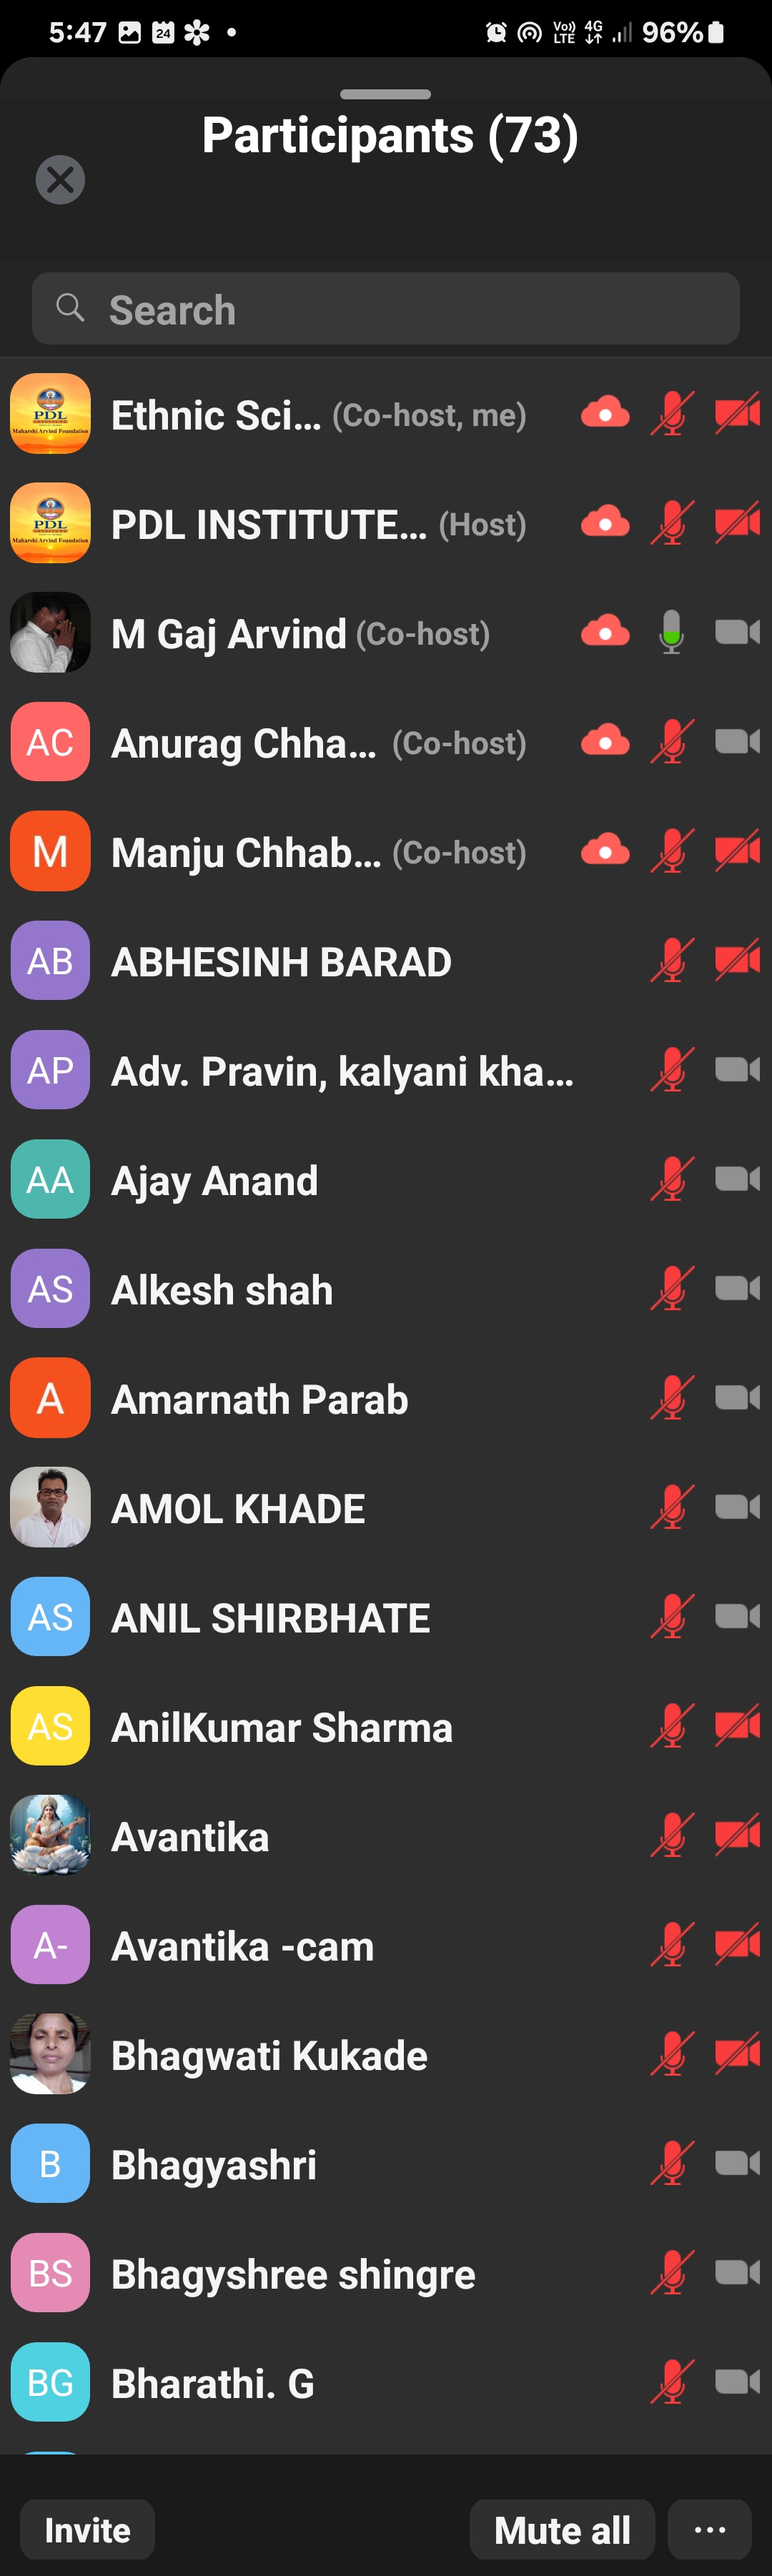 5:47 24 Vo)) LTE 4G 96%
Participants (73)
Search
PDL Maharshi Arvind Foundation
Ethnic Sci... (Co-host, me)
PDL Maharshi Arvind Foundation
PDL INSTITUTE... (Host)
M Gaj Arvind (Co-host)
AC Anurag Chha... (Co-host)
M Manju Chhab... (Co-host)
AB ABHESINH BARAD
AP Adv. Pravin, kalyani kha...
AA Ajay Anand
AS Alkesh shah
A Amarnath Parab
AMOL KHADE
AS ANIL SHIRBHATE
AS AnilKumar Sharma
Avantika
A- Avantika -cam
Bhagwati Kukade
B Bhagyashri
BS Bhagyshree shingre
BG Bharathi. G
Invite Mute all ...